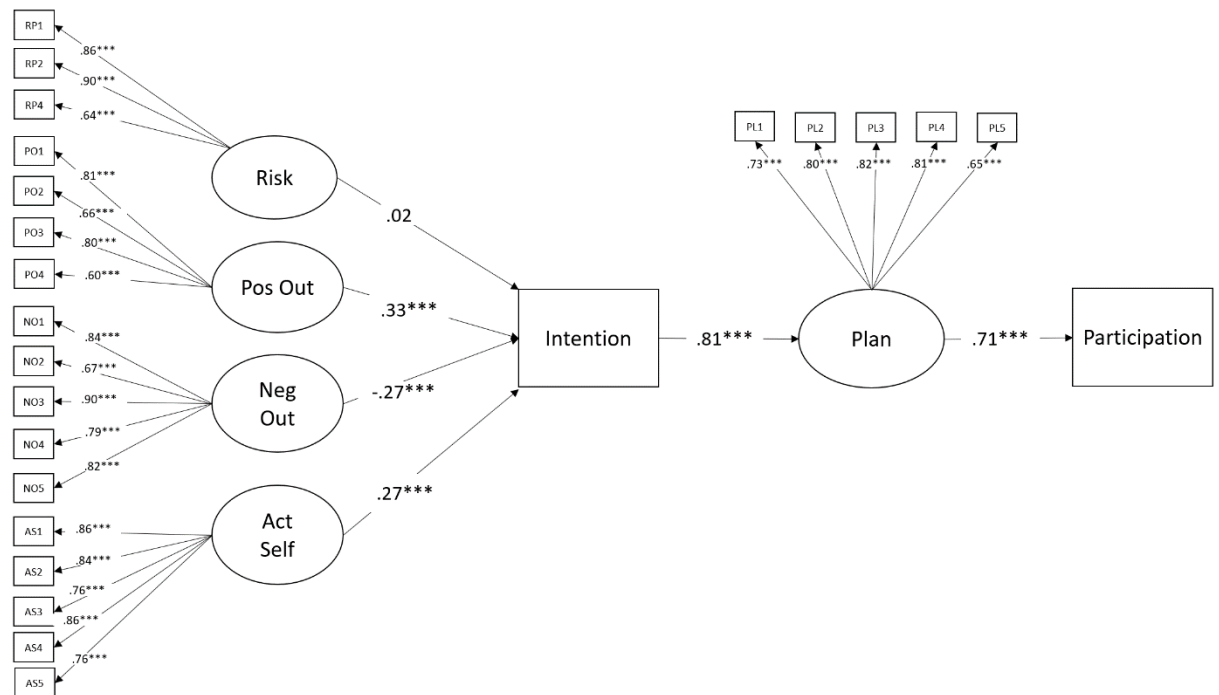 RP1
.86***
RP2
.90***
RP4
.64***
PO1
.81***
PO2
.66***
PO3
.80***
PO4
.60***
NO1
.84***
NO2
.67***
NO3
.90***
NO4
.79***
NO5
.82***
AS1
.86***
AS2
.84***
AS3
.76***
AS4
.86***
AS5
.76***
Risk
.02
Pos Out
.33***
Neg
Out
-.27***
Act
Self
.27***
Intention
.81***
PL1
PL2
PL3
PL4
PL5
.73***
.80***
.82***
.81***
.65***
Plan
.71***
Participation